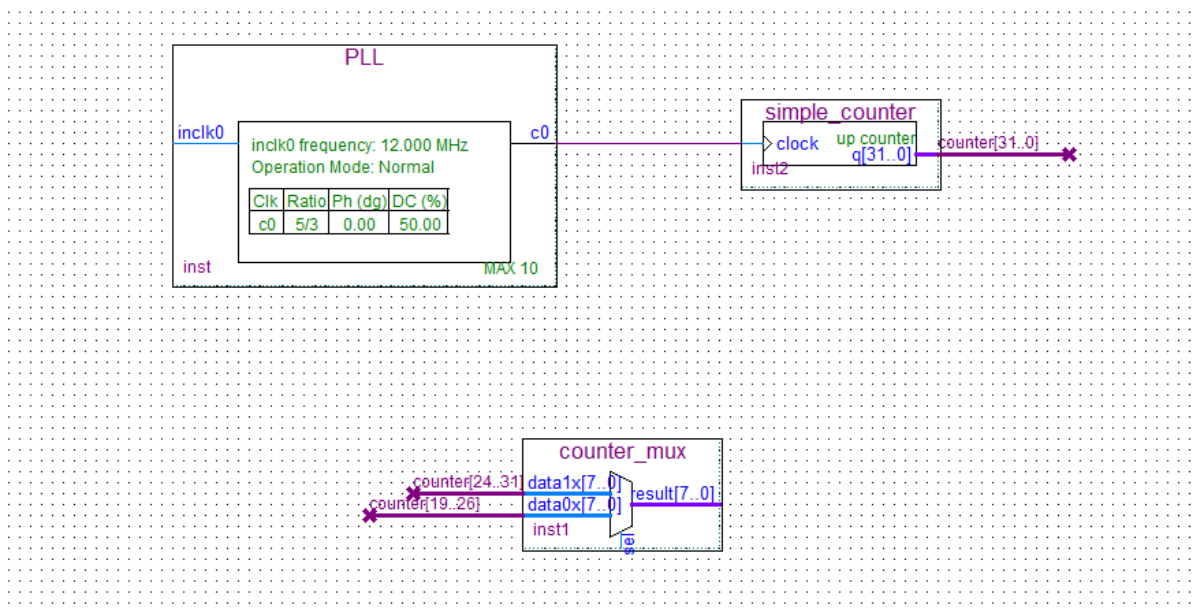 PLL
inclk0
c0
inclk0 frequency: 12.000 MHz
Operation Mode: Normal
Clk Ratio Ph (dg) DC (%)
c0 5/3 0.00 50.00
inst
MAX 10
simple_counter
clock
up counter
q[31..0]
counter[31..0]
inst2
counter_mux
counter[24..31]
data1x[7..0]
counter[19..26]
data0x[7..0]
result[7..0]
inst1
sel